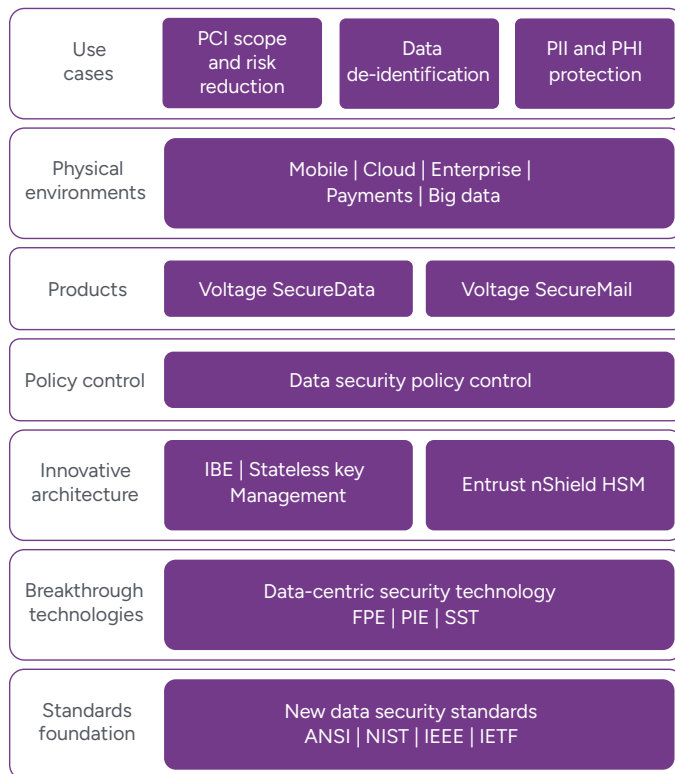 Use
cases
PCI scope
and risk
reduction
Data
de-identification
PII and PHI
protection
Physical
environments
Mobile | Cloud | Enterprise |
Payments | Big data
Products
Voltage SecureData
Voltage SecureMail
Policy control
Data security policy control
Innovative
architecture
IBE | Stateless key
Management
Entrust nShield HSM
Breakthrough
technologies
Data-centric security technology
FPE | PIE | SST
Standards
foundation
New data security standards
ANSI | NIST | IEEE | IETF